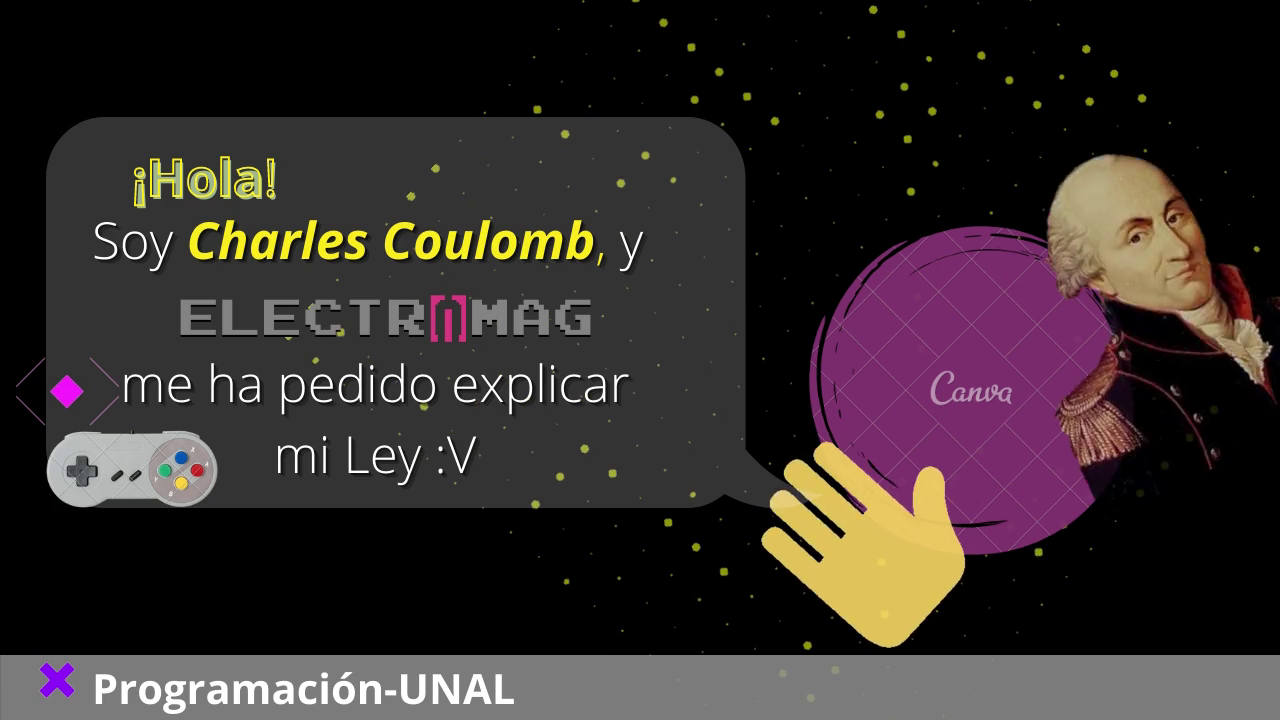 ¡Hola!
Soy Charles Coulomb, y
ELECTR[]MAG
me ha pedido explicar
mi Ley :V
Canva
Programación-UNAL